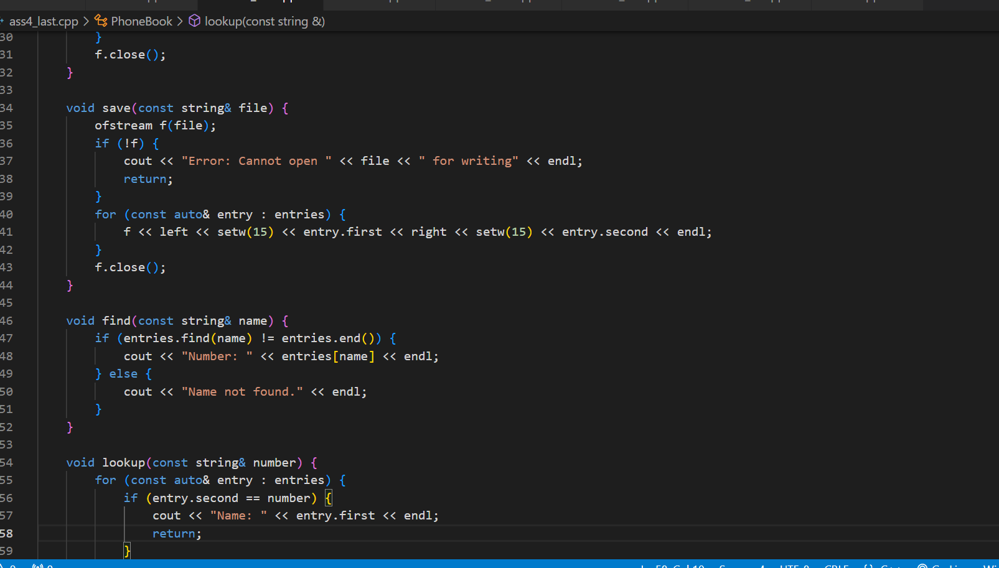 ass4_last.cpp > PhoneBook > lookup(const string &)
30 }
31 f.close();
32 }
33
34 void save(const string& file) {
35 ofstream f(file);
36 if (!f) {
37 cout << "Error: Cannot open " << file << " for writing" << endl;
38 return;
39 }
40 for (const auto& entry : entries) {
41 f << left << setw(15) << entry.first << right << setw(15) << entry.second << endl;
42 }
43 f.close();
44 }
45
46 void find(const string& name) {
47 if (entries.find(name) != entries.end()) {
48 cout << "Number: " << entries[name] << endl;
49 } else {
50 cout << "Name not found." << endl;
51 }
52 }
53
54 void lookup(const string& number) {
55 for (const auto& entry : entries) {
56 if (entry.second == number) {
57 cout << "Name: " << entry.first << endl;
58 return;
59 }